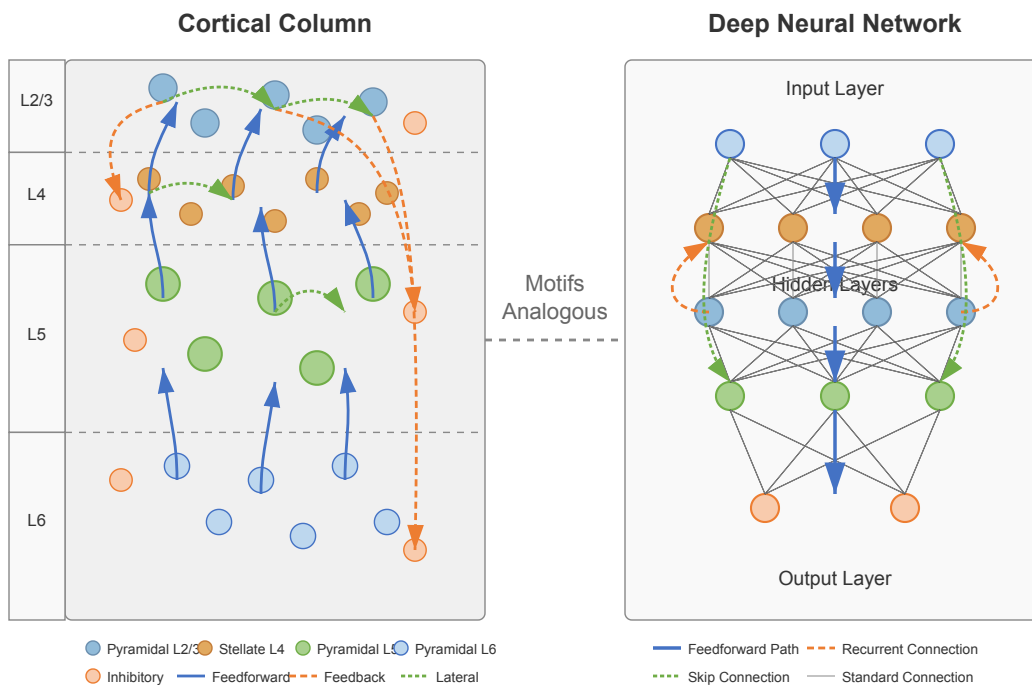 Cortical Column
Deep Neural Network
L2/3
L4
L5
L6
Motifs
Analogous
Input Layer
Hidden Layers
Output Layer
Pyramidal L2/3
Stellate L4
Pyramidal L5
Pyramidal L6
Inhibitory
Feedforward
Feedback
Lateral
Feedforward Path
Recurrent Connection
Skip Connection
Standard Connection